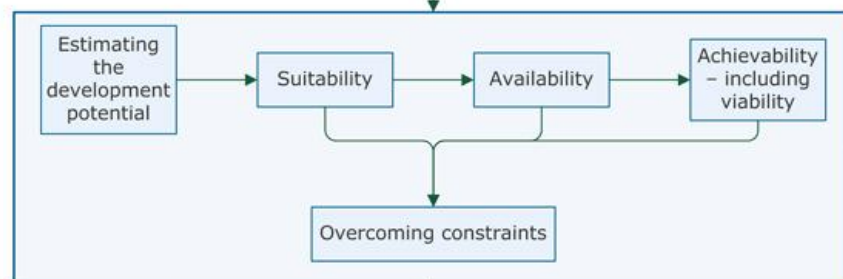 Estimating
the
development
potential
Suitability
Availability
Achievability
– including
viability
Overcoming constraints